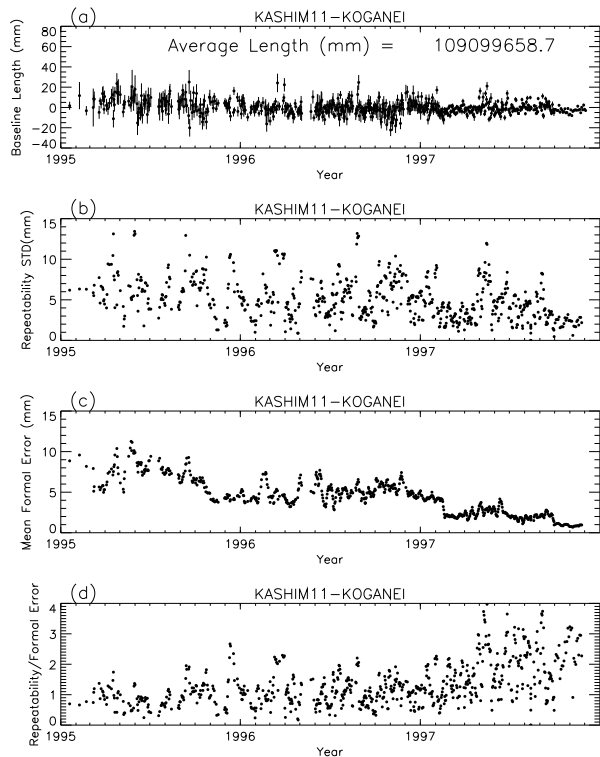 (a) KASHIM11-KOGANEI
Average Length (mm) = 109099658.7
Baseline Length (mm)
80
60
40
20
0
-20
-40
1995 1996 1997
Year
(b) KASHIM11-KOGANEI
Repeatability STD(mm)
15
10
5
0
1995 1996 1997
Year
(c) KASHIM11-KOGANEI
Mean Formal Error (mm)
15
10
5
0
1995 1996 1997
Year
(d) KASHIM11-KOGANEI
Repeatability/Formal Error
4
3
2
1
0
1995 1996 1997
Year